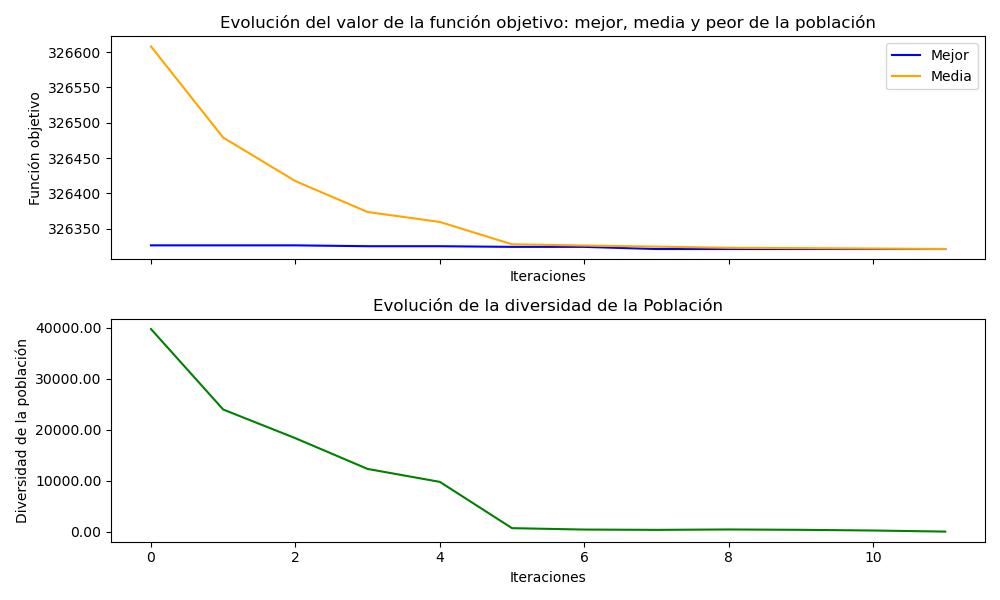 Evolución del valor de la función objetivo: mejor, media y peor de la población
Función objetivo
326600
326550
326500
326450
326400
326350
Mejor
Media
Iteraciones
Evolución de la diversidad de la Población
Diversidad de la población
40000.00
30000.00
20000.00
10000.00
0.00
0 2 4 6 8 10
Iteraciones